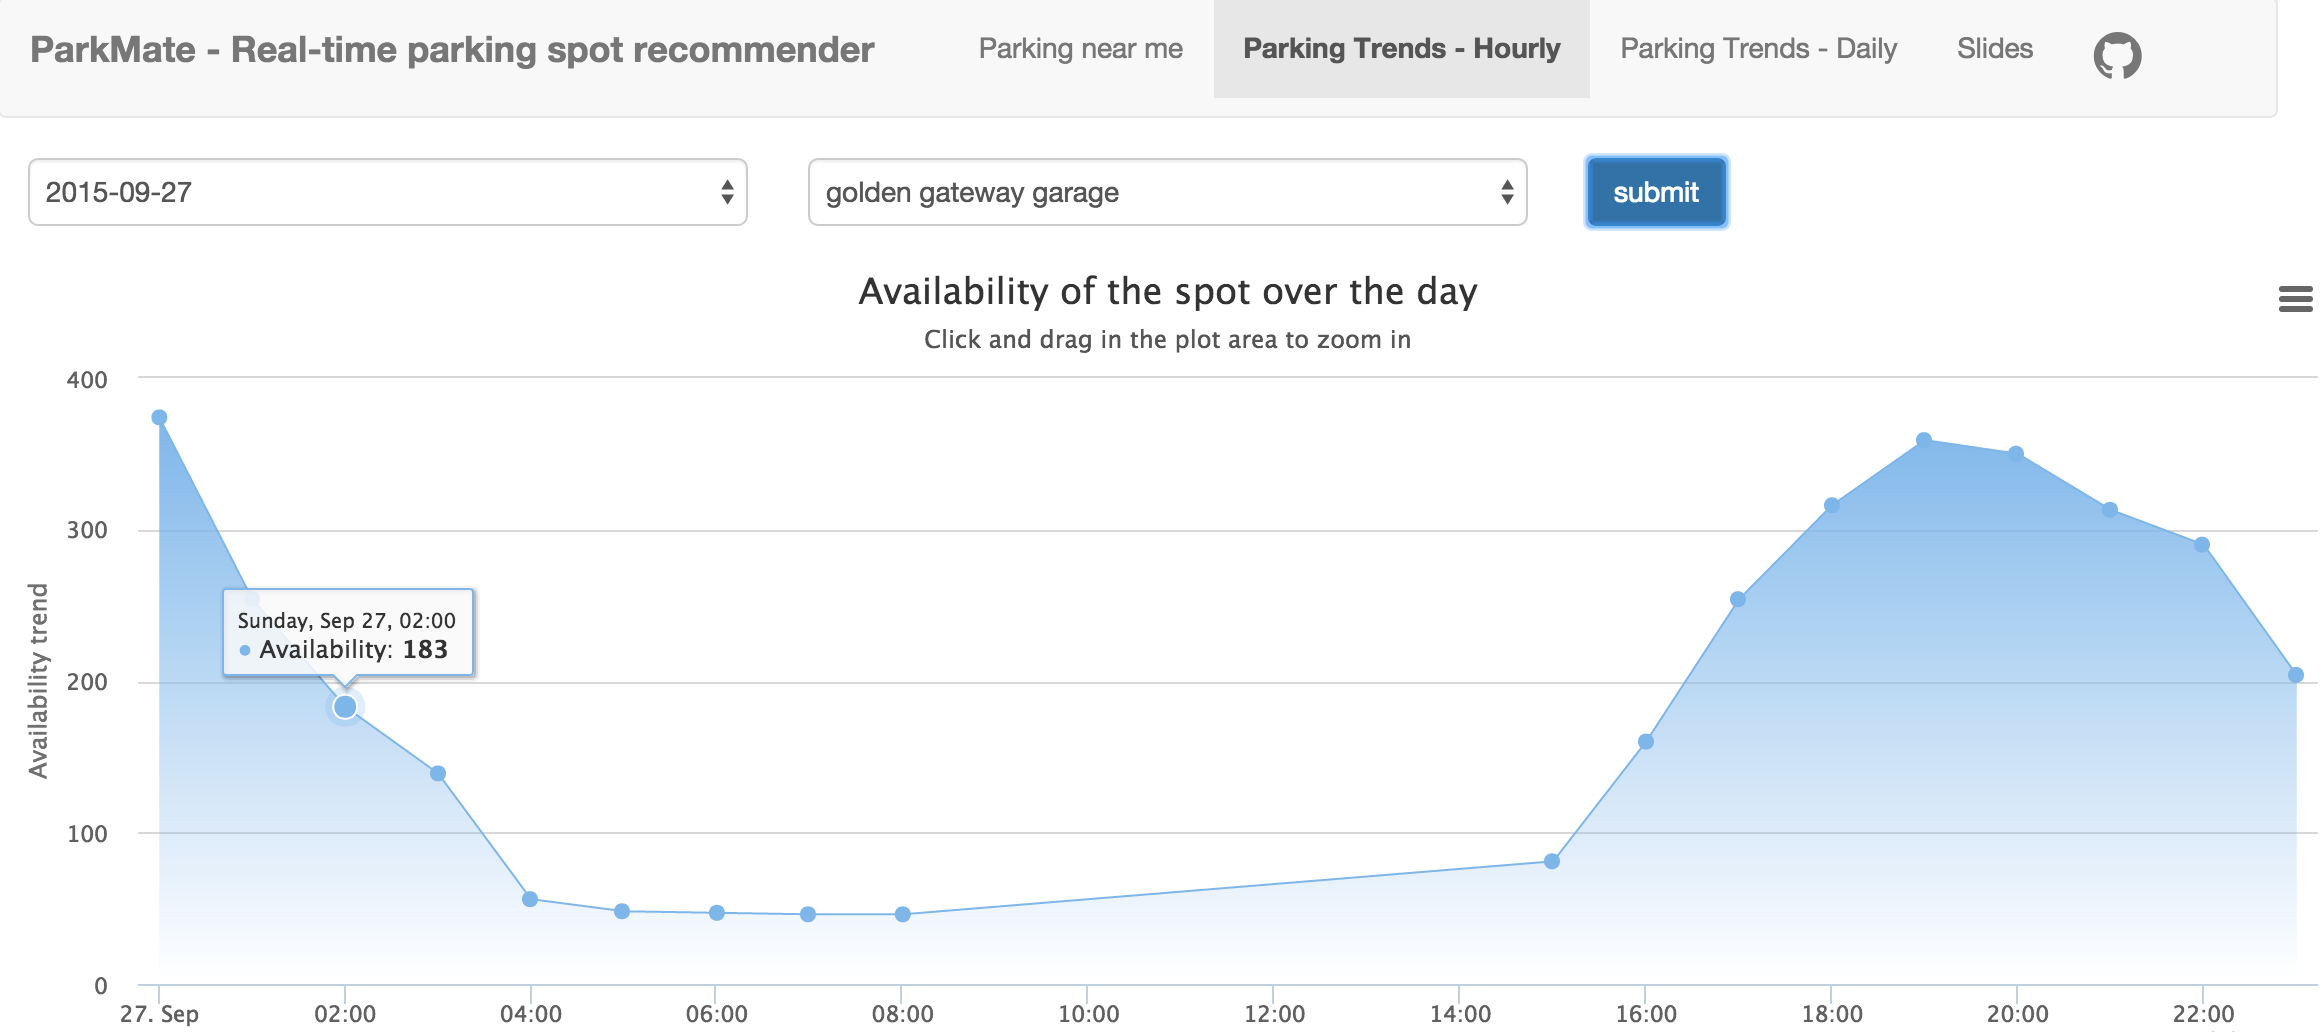 ParkMate - Real-time parking spot recommender
Parking near me
Parking Trends - Hourly
Parking Trends - Daily
Slides
2015-09-27
golden gateway garage
submit
Availability of the spot over the day
Click and drag in the plot area to zoom in
Availability trend
400
300
200
100
0
Sunday, Sep 27, 02:00
Availability: 183
27. Sep
02:00
04:00
06:00
08:00
10:00
12:00
14:00
16:00
18:00
20:00
22:00